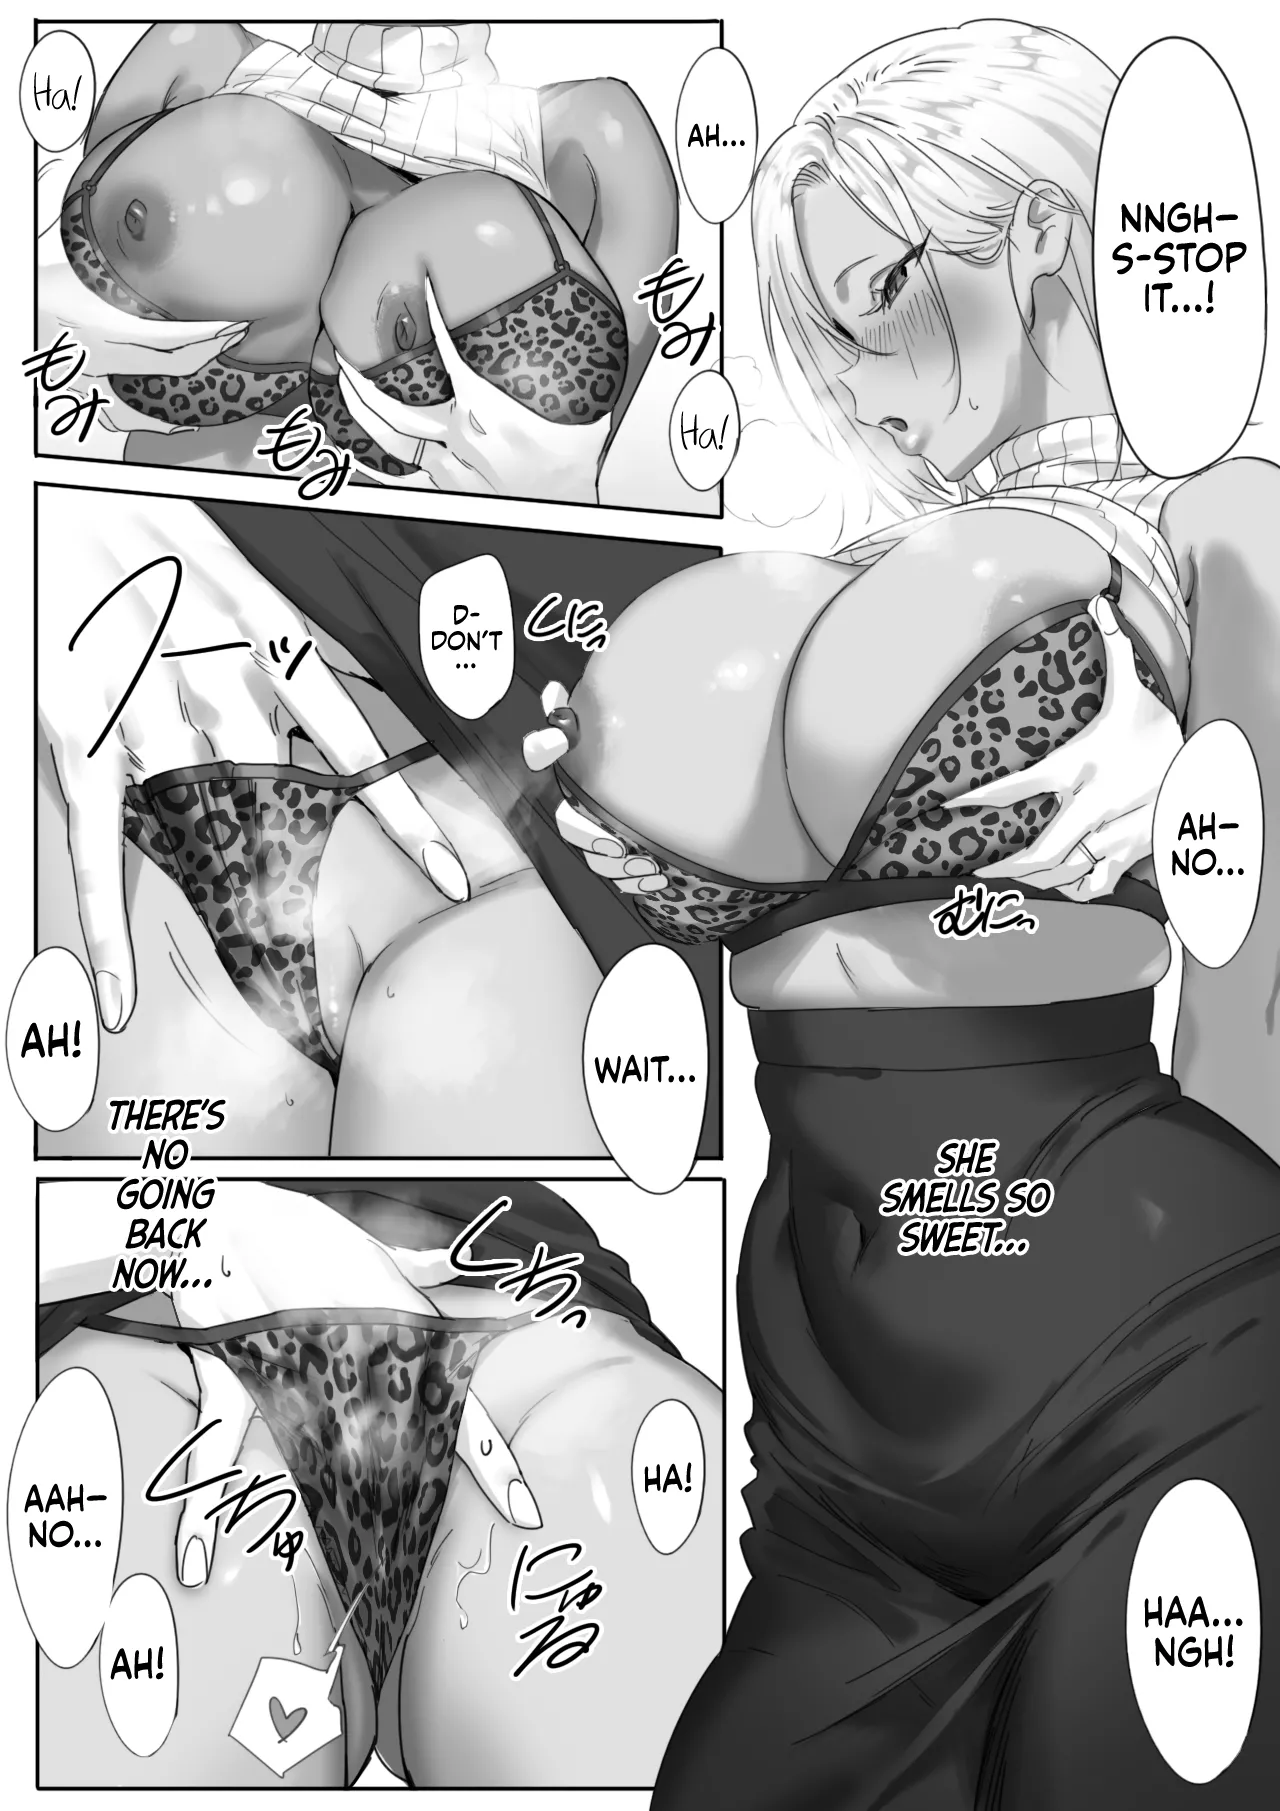 NNGH-
S-STOP
IT...!
AH...
Ha!
もみ
もみ
もみ
Ha!
くにっ
AH-
NO...
むにっ
D-
DON'T
...
フーッ
WAIT...
AH!
THERE'S
NO
GOING
BACK
NOW...
SHE
SMELLS SO
SWEET...
くちっ
HA!
くちゅ
AAH-
NO...
にゅる
AH!
HAA...
NGH!